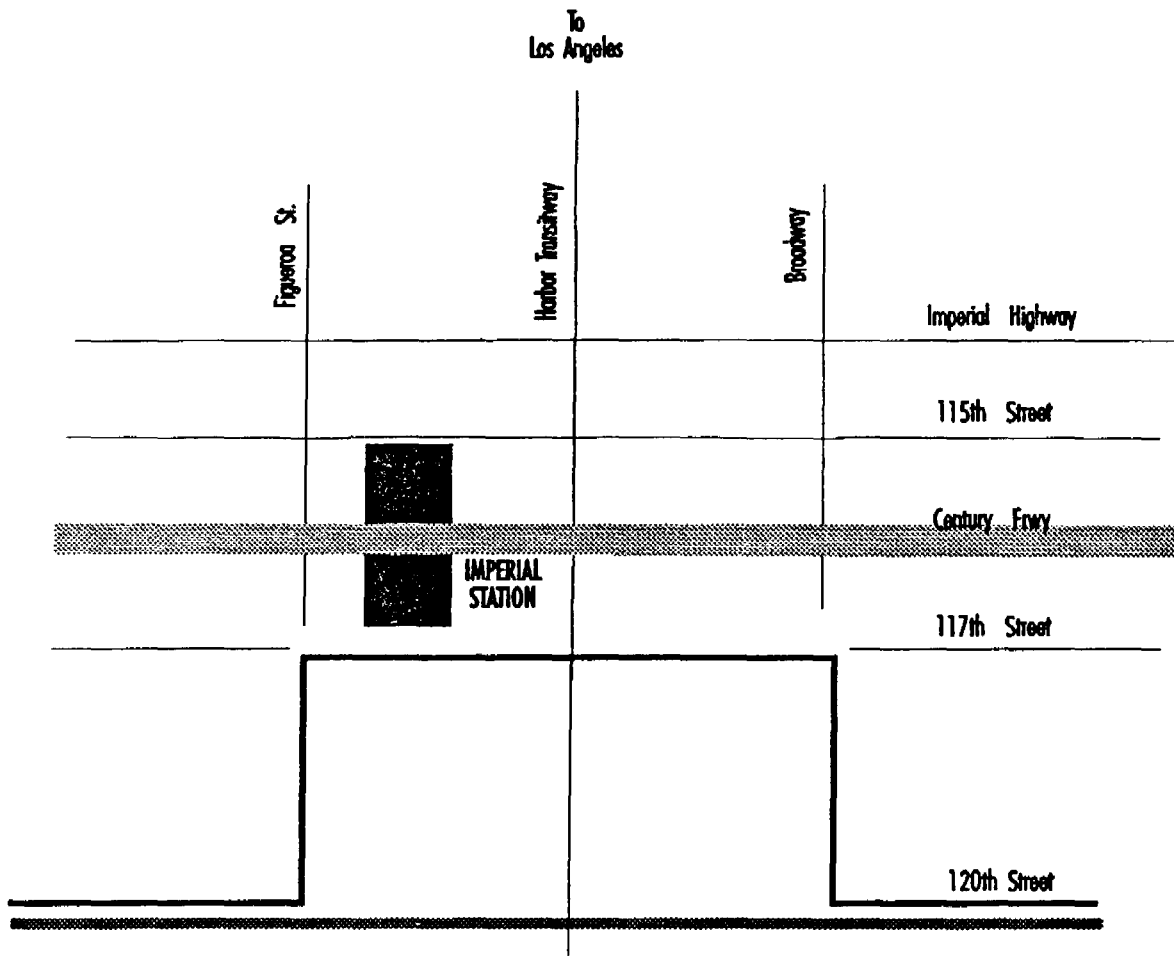 To
Los Angeles
Figueroa St.
Harbor Transitway
Broadway
Imperial Highway
115th Street
Century Frwy
IMPERIAL
STATION
117th Street
120th Street